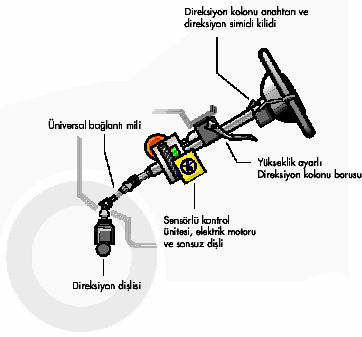 Direksiyon kolonu anahtarı ve
direksiyon simidi kilidi
Üniversal bağlantı mili
Yükseklik ayarlı
Direksiyon kolonu borusu
Sensörlü kontrol
ünitesi, elektrik motoru
ve sonsuz dişli
Direksiyon dişlisi